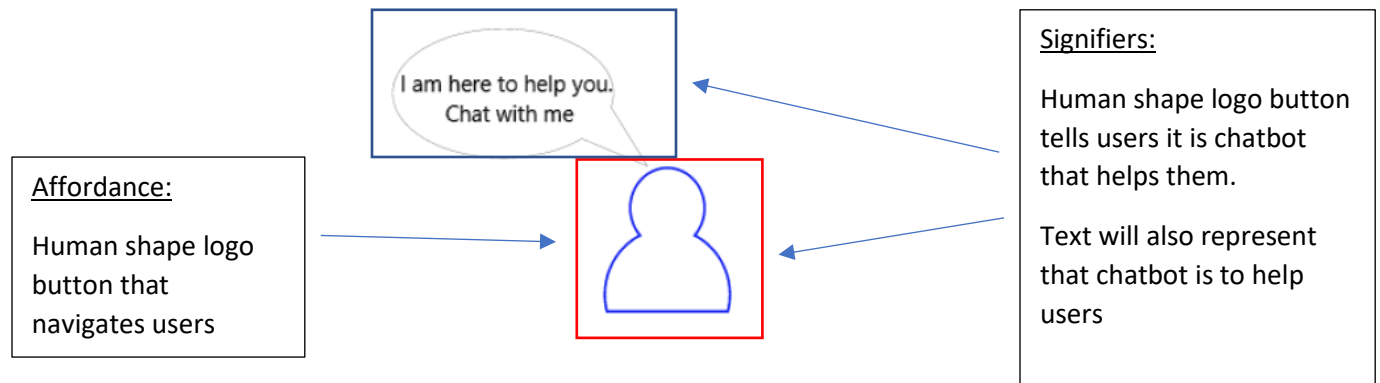 I am here to help you.
Chat with me
Affordance:
Human shape logo
button that
navigates users
Signifiers:
Human shape logo button
tells users it is chatbot
that helps them.
Text will also represent
that chatbot is to help
users